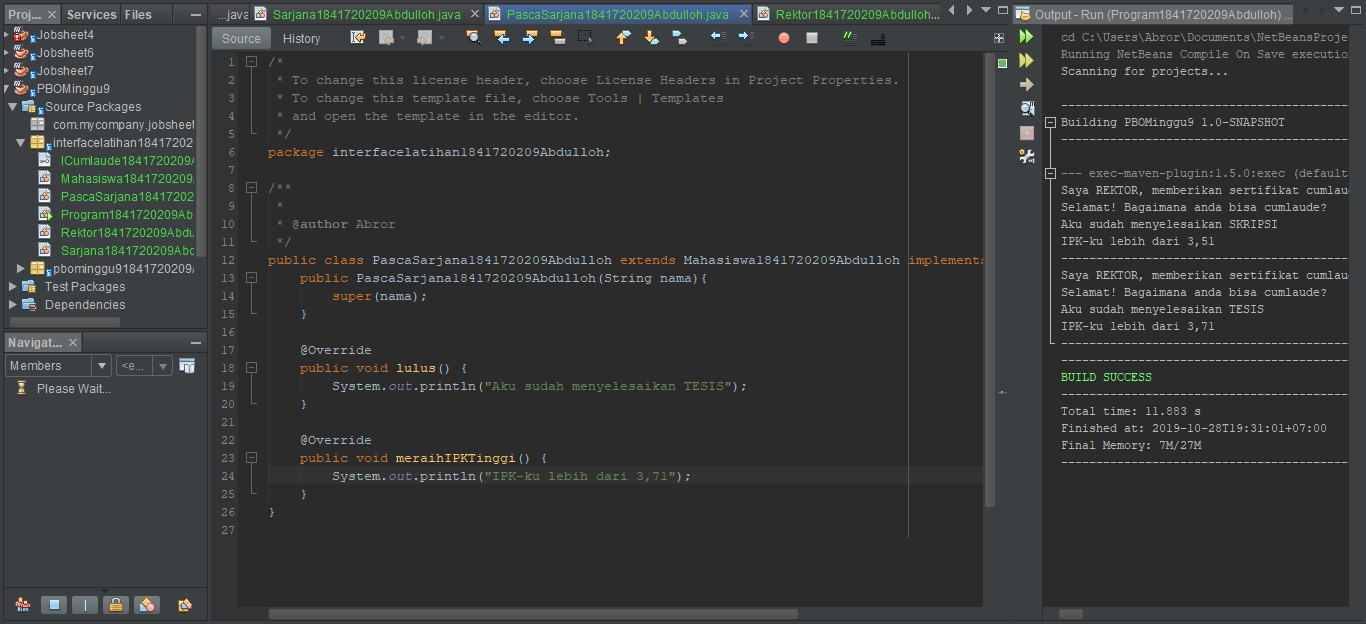 Proj...
Services
Files
Jobsheet4
Jobsheet6
Jobsheet7
PBOMinggu9
Source Packages
com.mycompany.jobsheet
interfacelatihan184172020
ICumlaude1841720209
Mahasiswa1841720209
PascaSarjana18417202
Program1841720209Ab
Rektor1841720209Abdu
Sarjana1841720209Abd
pbominggu91841720209
Test Packages
Dependencies
Navigat...
Members
<e...
Please Wait...
...java
Sarjana1841720209Abdulloh.java
PascaSarjana1841720209Abdulloh.java
Rektor1841720209Abdulloh...
Source
History
1 /*
2 * To change this license header, choose License Headers in Project Properties.
3 * To change this template file, choose Tools | Templates
4 * and open the template in the editor.
5 */
6 package interfacelatihan1841720209Abdulloh;
7
8 /**
9 *
10 * @author Abror
11 */
12 public class PascaSarjana1841720209Abdulloh extends Mahasiswa1841720209Abdulloh implements
13 public PascaSarjana1841720209Abdulloh(String nama){
14 super(nama);
15 }
16
17 @Override
18 public void lulus() {
19 System.out.println("Aku sudah menyelesaikan TESIS");
20 }
21
22 @Override
23 public void meraihIPKTinggi() {
24 System.out.println("IPK-ku lebih dari 3,71");
25 }
26 }
27
Output - Run (Program1841720209Abdulloh) ...
cd C:\Users\Abror\Documents\NetBeansProje
Running NetBeans Compile On Save executio
Scanning for projects...
------------------------------------------
Building PBOMinggu9 1.0-SNAPSHOT
------------------------------------------
--- exec-maven-plugin:1.5.0:exec (default
Saya REKTOR, memberikan sertifikat cumlau
Selamat! Bagaimana anda bisa cumlaude?
Aku sudah menyelesaikan SKRIPSI
IPK-ku lebih dari 3,51
------------------------------------------
Saya REKTOR, memberikan sertifikat cumlau
Selamat! Bagaimana anda bisa cumlaude?
Aku sudah menyelesaikan TESIS
IPK-ku lebih dari 3,71
------------------------------------------
------------------------------------------
BUILD SUCCESS
------------------------------------------
Total time: 11.883 s
Finished at: 2019-10-28T19:31:01+07:00
Final Memory: 7M/27M
------------------------------------------